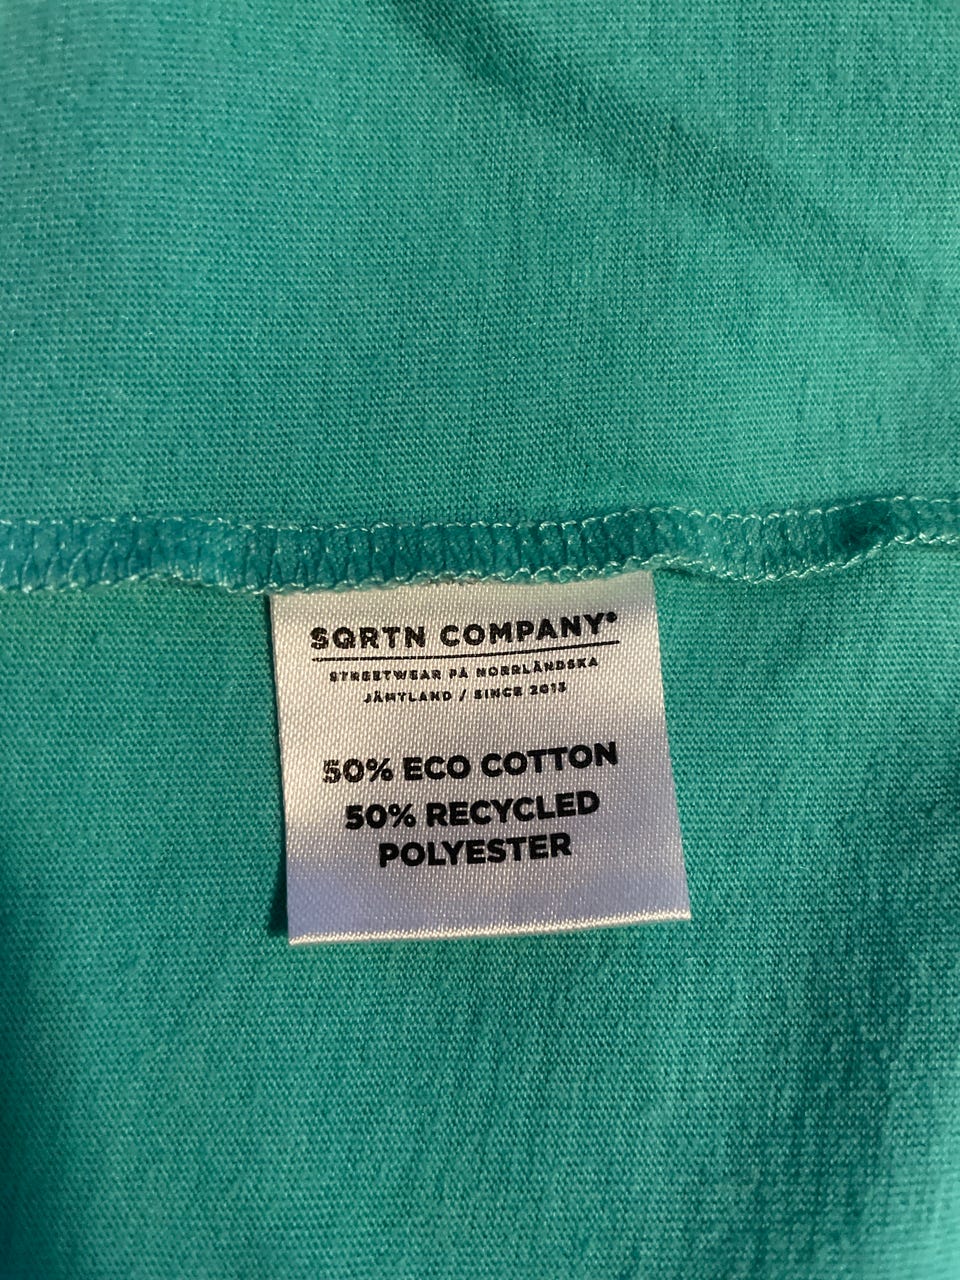 SQRTN COMPANY®
STREETWEAR PÅ NORRLÄNDSKA
JÄMTLAND / SINCE 2013
50% ECO COTTON
50% RECYCLED
POLYESTER